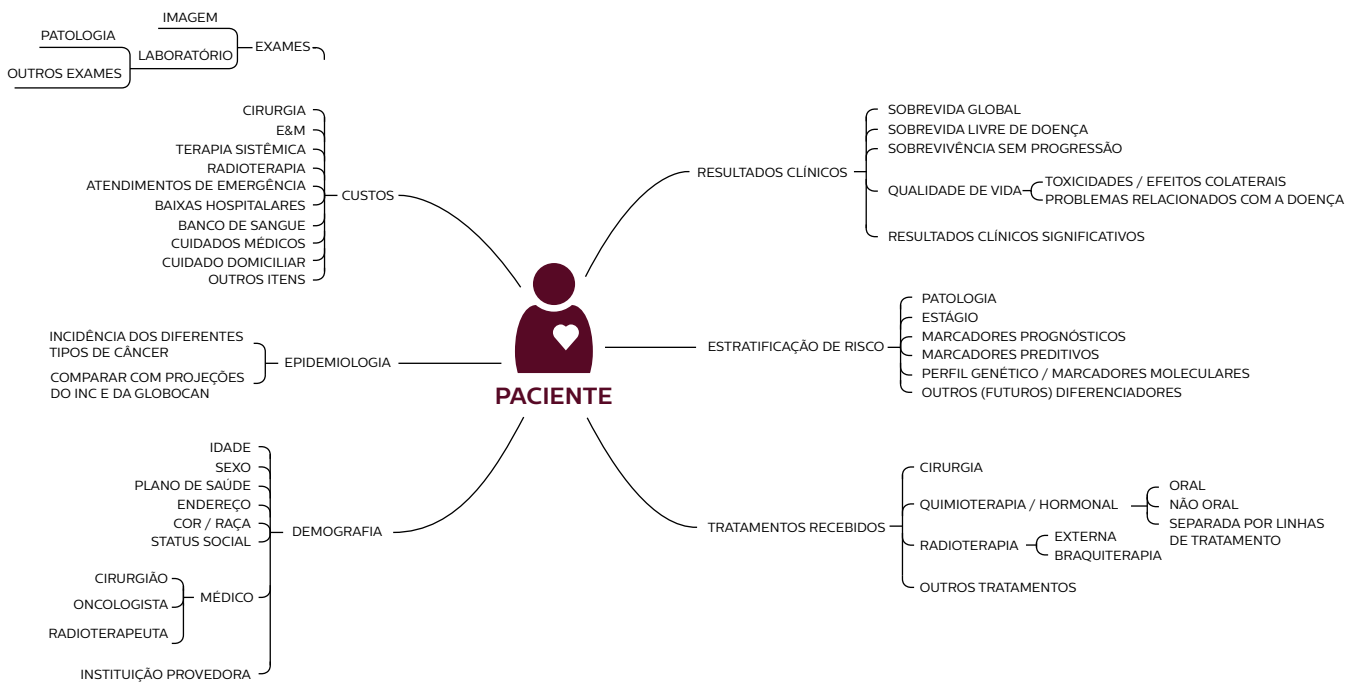 IMAGEM
PATOLOGIA
LABORATÓRIO
EXAMES
OUTROS EXAMES
CIRURGIA
E&M
TERAPIA SISTÊMICA
RADIOTERAPIA
ATENDIMENTOS DE EMERGÊNCIA
BAIXAS HOSPITALARES
BANCO DE SANGUE
CUIDADOS MÉDICOS
CUIDADO DOMICILIAR
OUTROS ITENS
CUSTOS
INCIDÊNCIA DOS DIFERENTES
TIPOS DE CÂNCER
COMPARAR COM PROJEÇÕES
DO INC E DA GLOBOCAN
EPIDEMIOLOGIA
IDADE
SEXO
PLANO DE SAÚDE
ENDEREÇO
COR / RAÇA
STATUS SOCIAL
DEMOGRAFIA
CIRURGIÃO
ONCOLOGISTA
RADIOTERAPEUTA
MÉDICO
INSTITUIÇÃO PROVEDORA
PACIENTE
RESULTADOS CLÍNICOS
SOBREVIDA GLOBAL
SOBREVIDA LIVRE DE DOENÇA
SOBREVIVÊNCIA SEM PROGRESSÃO
QUALIDADE DE VIDA
TOXICIDADES / EFEITOS COLATERAIS
PROBLEMAS RELACIONADOS COM A DOENÇA
RESULTADOS CLÍNICOS SIGNIFICATIVOS
ESTRATIFICAÇÃO DE RISCO
PATOLOGIA
ESTÁGIO
MARCADORES PROGNÓSTICOS
MARCADORES PREDITIVOS
PERFIL GENÉTICO / MARCADORES MOLECULARES
OUTROS (FUTUROS) DIFERENCIADORES
TRATAMENTOS RECEBIDOS
CIRURGIA
QUIMIOTERAPIA / HORMONAL
ORAL
NÃO ORAL
SEPARADA POR LINHAS
DE TRATAMENTO
RADIOTERAPIA
EXTERNA
BRAQUITERAPIA
OUTROS TRATAMENTOS